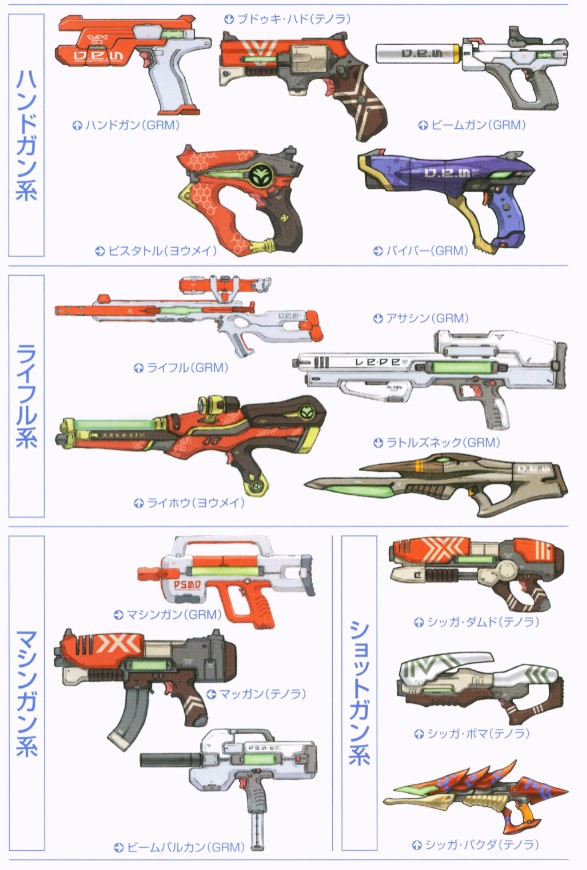 ハンドガン系
ハンドガン(GRM)
ブドゥキ・ハド(テノラ)
ビームガン(GRM)
ビスタトル(ヨウメイ)
バイパー(GRM)
ライフル系
ライフル(GRM)
アサシン(GRM)
ライホウ(ヨウメイ)
ラトルズネック(GRM)
マシンガン系
マシンガン(GRM)
マッガン(テノラ)
ビームバルカン(GRM)
ショットガン系
シッガ・ダムド(テノラ)
シッガ・ボマ(テノラ)
シッガ・パクダ(テノラ)